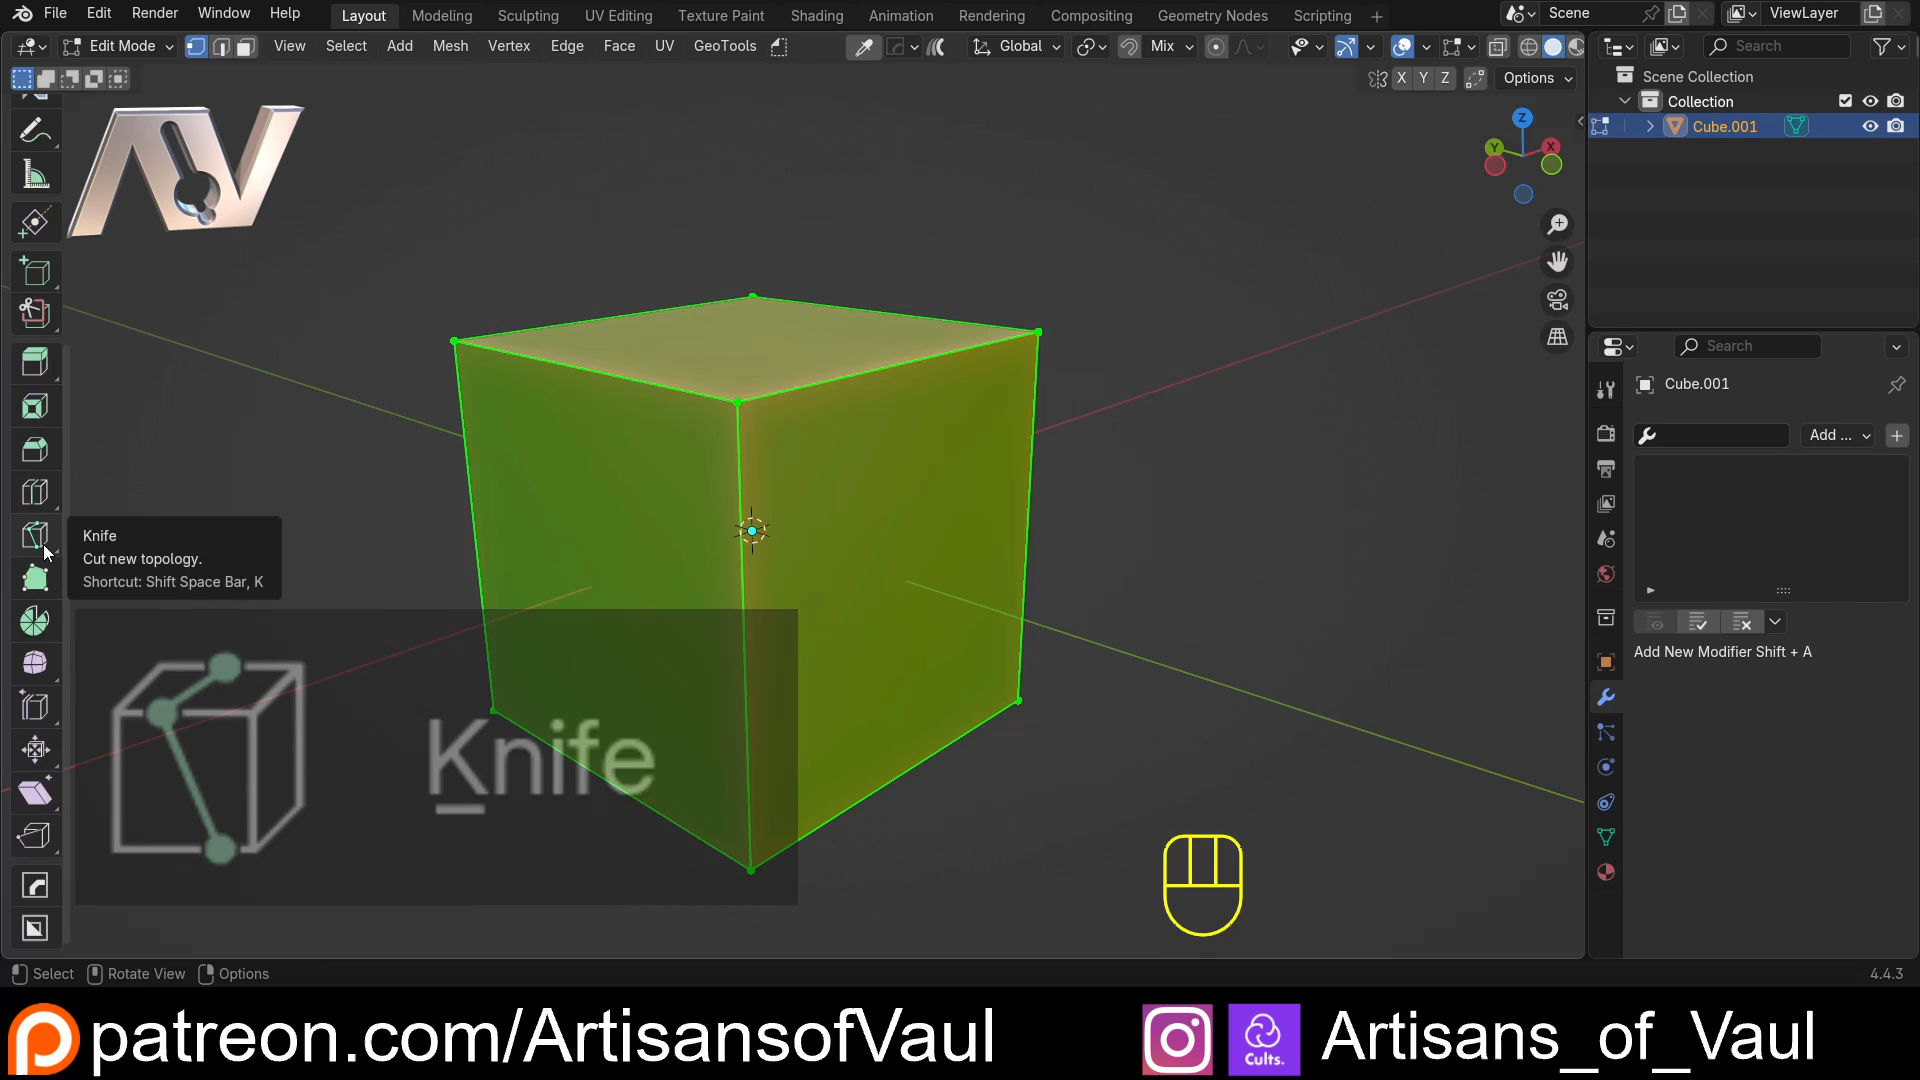 File Edit Render Window Help Layout Modeling Sculpting UV Editing Texture Paint Shading Animation Rendering Compositing Geometry Nodes Scripting + Scene ViewLayer
Edit Mode View Select Add Mesh Vertex Edge Face UV GeoTools Global Mix Search
X Y Z Options
Scene Collection
Collection
Cube.001
Z
Y X
Search
Cube.001
Add ...
Knife
Cut new topology.
Shortcut: Shift Space Bar, K
Add New Modifier Shift + A
Knife
Select Rotate View Options 4.4.3
patreon.com/ArtisansofVaul Cults. Artisans_of_Vaul